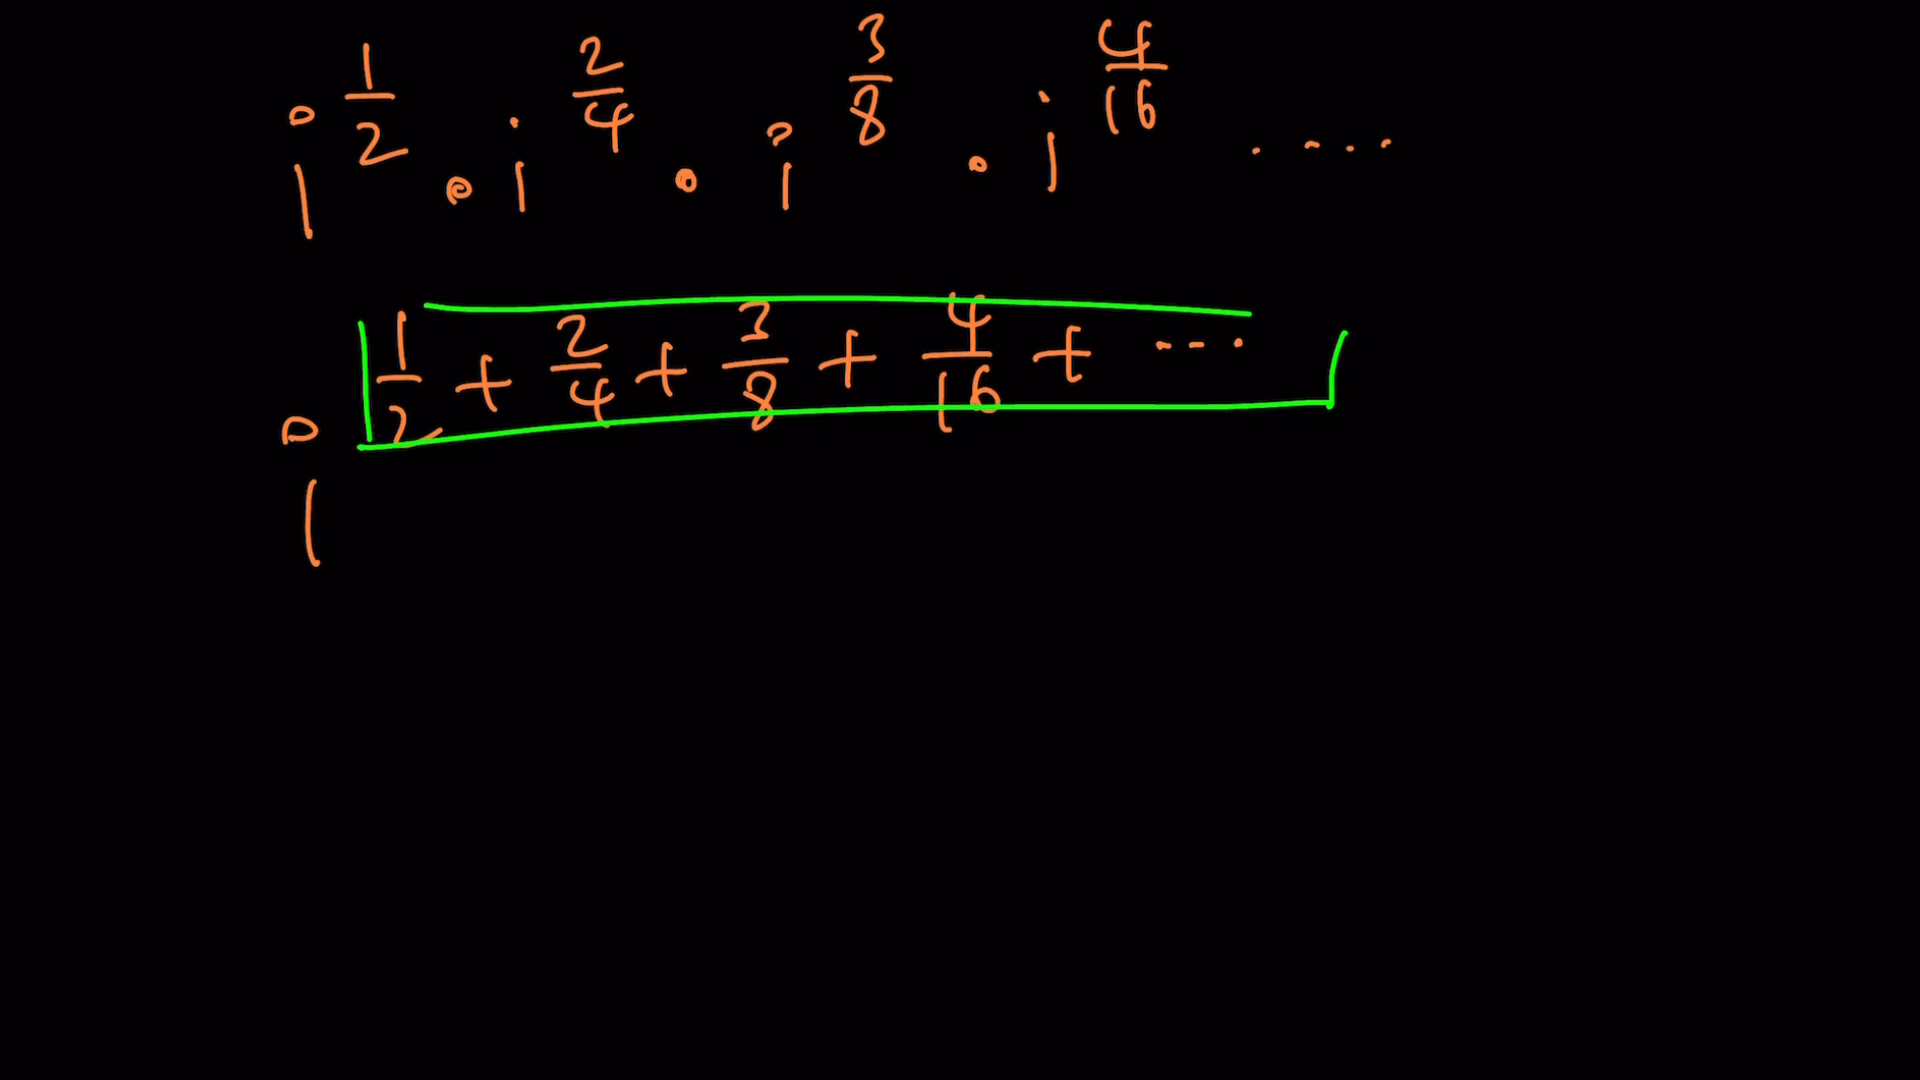 i^{1/2} · i^{2/4} · i^{3/8} · i^{4/16} · ....
i^{1/2 + 2/4 + 3/8 + 4/16 + ...}